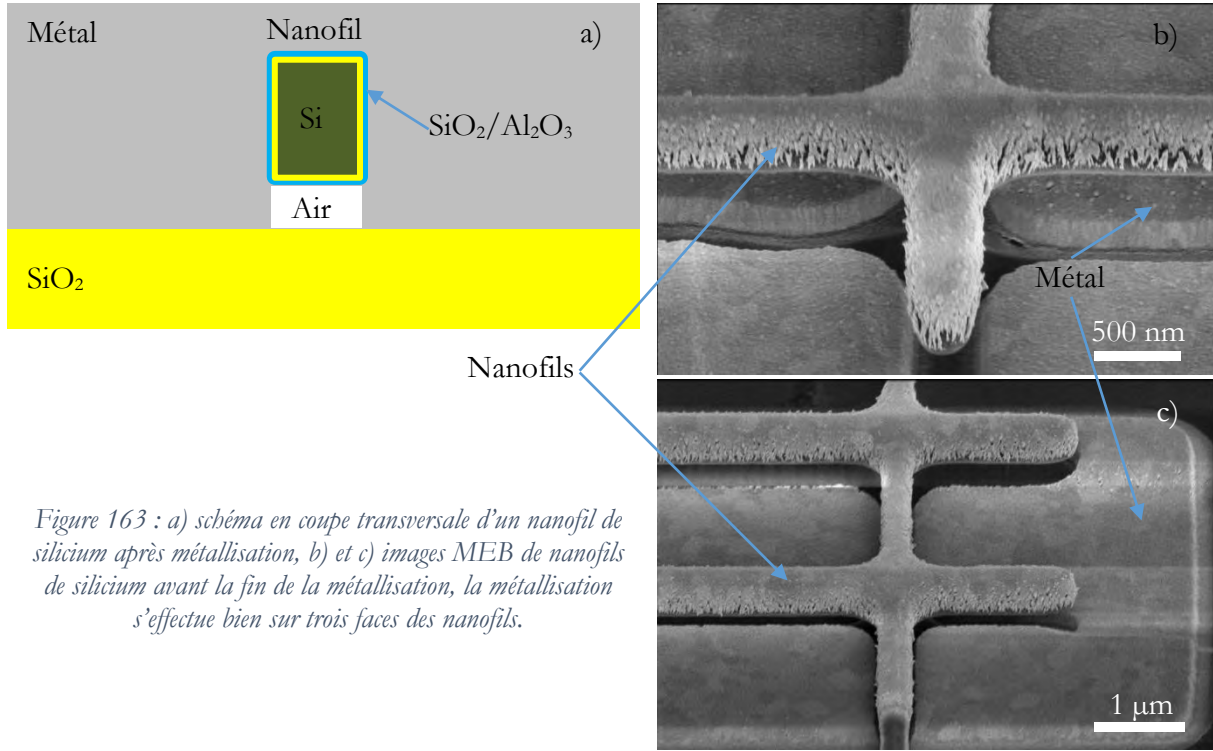 Métal
Nanofil
a)
Si
SiO₂/Al₂O₃
Air
SiO₂
b)
Métal
500 nm
Nanofils
c)
1 µm
Figure 163 : a) schéma en coupe transversale d’un nanofil de
silicium après métallisation, b) et c) images MEB de nanofils
de silicium avant la fin de la métallisation, la métallisation
s’effectue bien sur trois faces des nanofils.